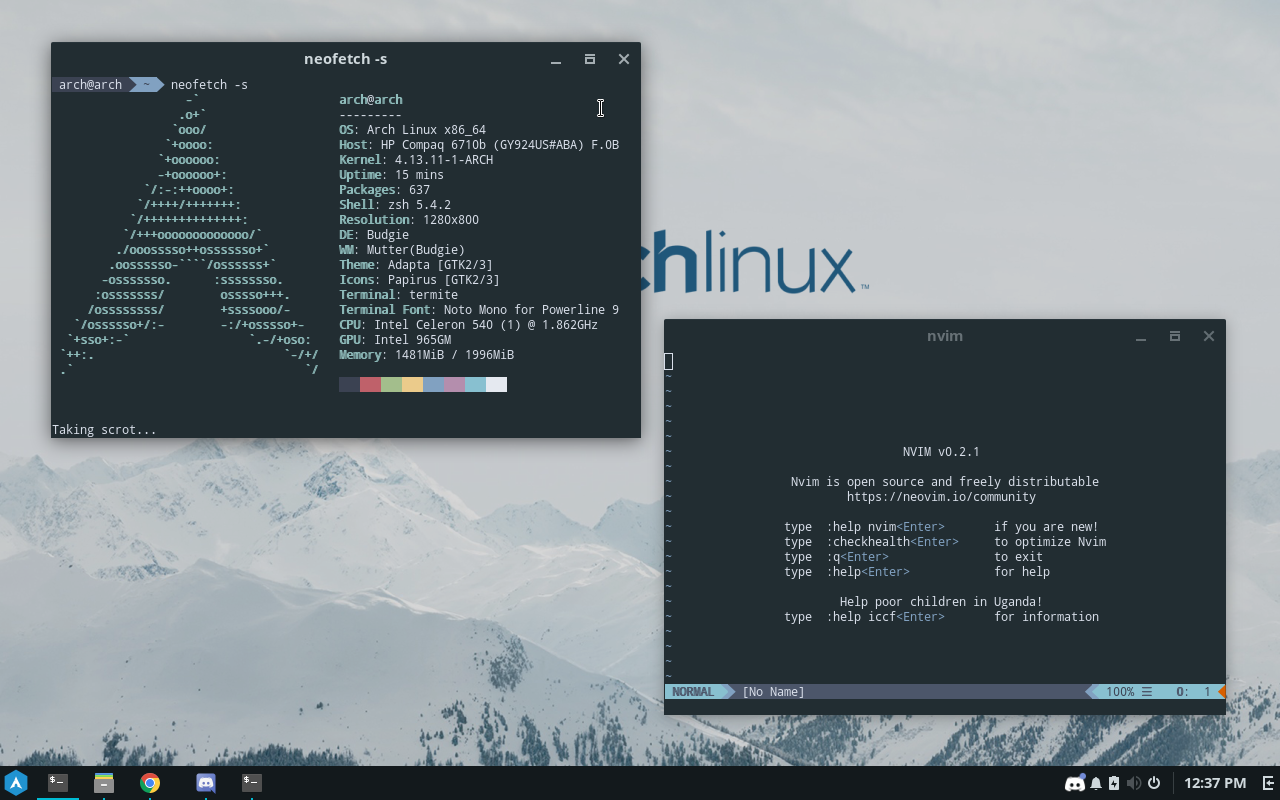 neofetch -s
arch@arch ~ neofetch -s
arch@arch
---------
OS: Arch Linux x86_64
Host: HP Compaq 6710b (GY924US#ABA) F.0B
Kernel: 4.13.11-1-ARCH
Uptime: 15 mins
Packages: 637
Shell: zsh 5.4.2
Resolution: 1280x800
DE: Budgie
WM: Mutter(Budgie)
Theme: Adapta [GTK2/3]
Icons: Papirus [GTK2/3]
Terminal: termite
Terminal Font: Noto Mono for Powerline 9
CPU: Intel Celeron 540 (1) @ 1.862GHz
GPU: Intel 965GM
Memory: 1481MiB / 1996MiB
Taking scrot...
chlinux™
nvim
NVIM v0.2.1
Nvim is open source and freely distributable
https://neovim.io/community
type :help nvim<Enter> if you are new!
type :checkhealth<Enter> to optimize Nvim
type :q<Enter> to exit
type :help<Enter> for help
Help poor children in Uganda!
type :help iccf<Enter> for information
NORMAL [No Name] 100% ☰ 0: 1
12:37 PM